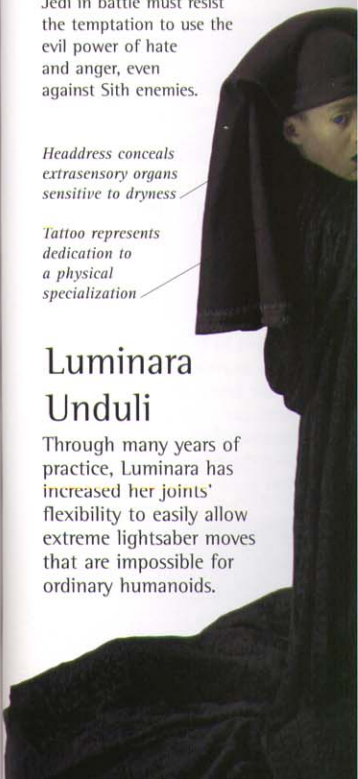 Jedi in battle must resist
the temptation to use the
evil power of hate
and anger, even
against Sith enemies.
Headdress conceals
extrasensory organs
sensitive to dryness
Tattoo represents
dedication to
a physical
specialization
Luminara
Unduli
Through many years of
practice, Luminara has
increased her joints'
flexibility to easily allow
extreme lightsaber moves
that are impossible for
ordinary humanoids.